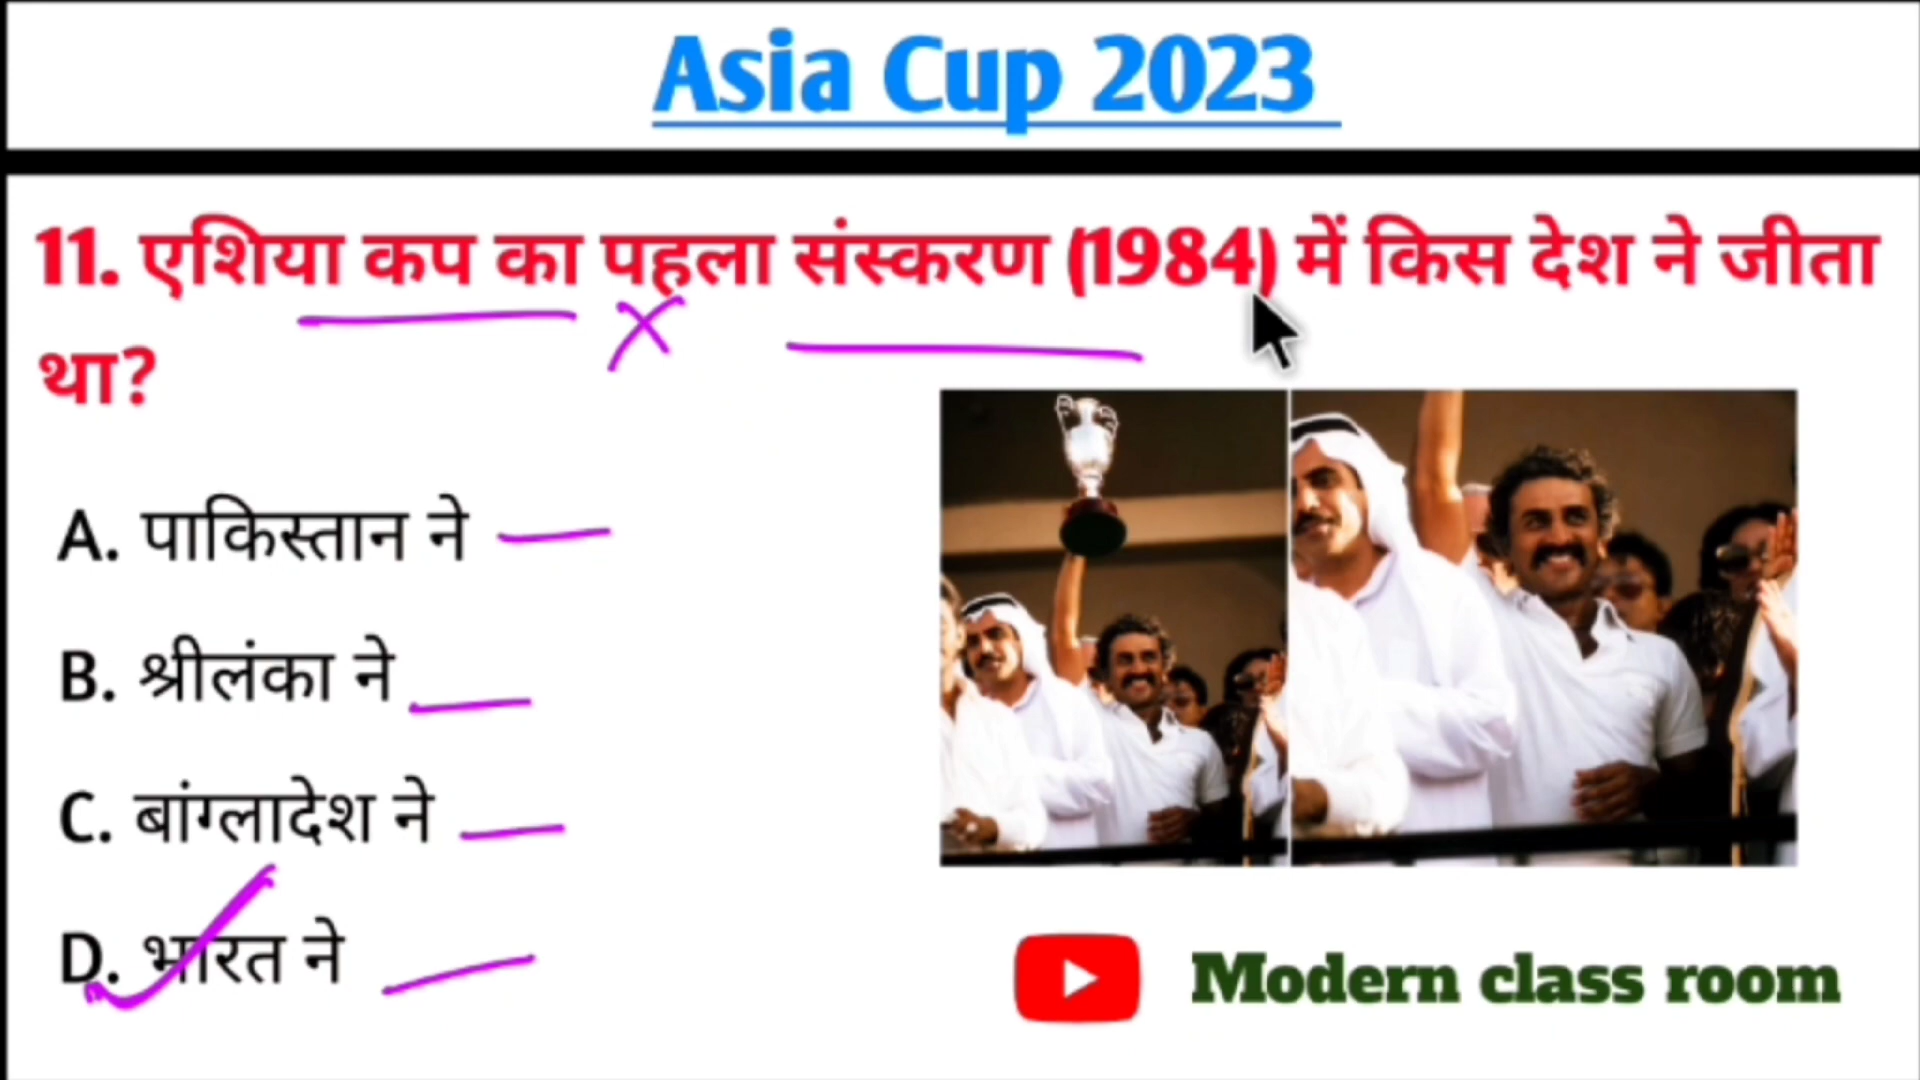 Asia Cup 2023
11. एशिया कप का पहला संस्करण (1984) में किस देश ने जीता
था?
A. पाकिस्तान ने
B. श्रीलंका ने
C. बांग्लादेश ने
D. भारत ने
Modern class room